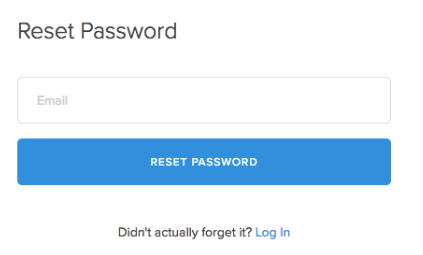 Reset Password
Email
RESET PASSWORD
Didn't actually forget it? Log In